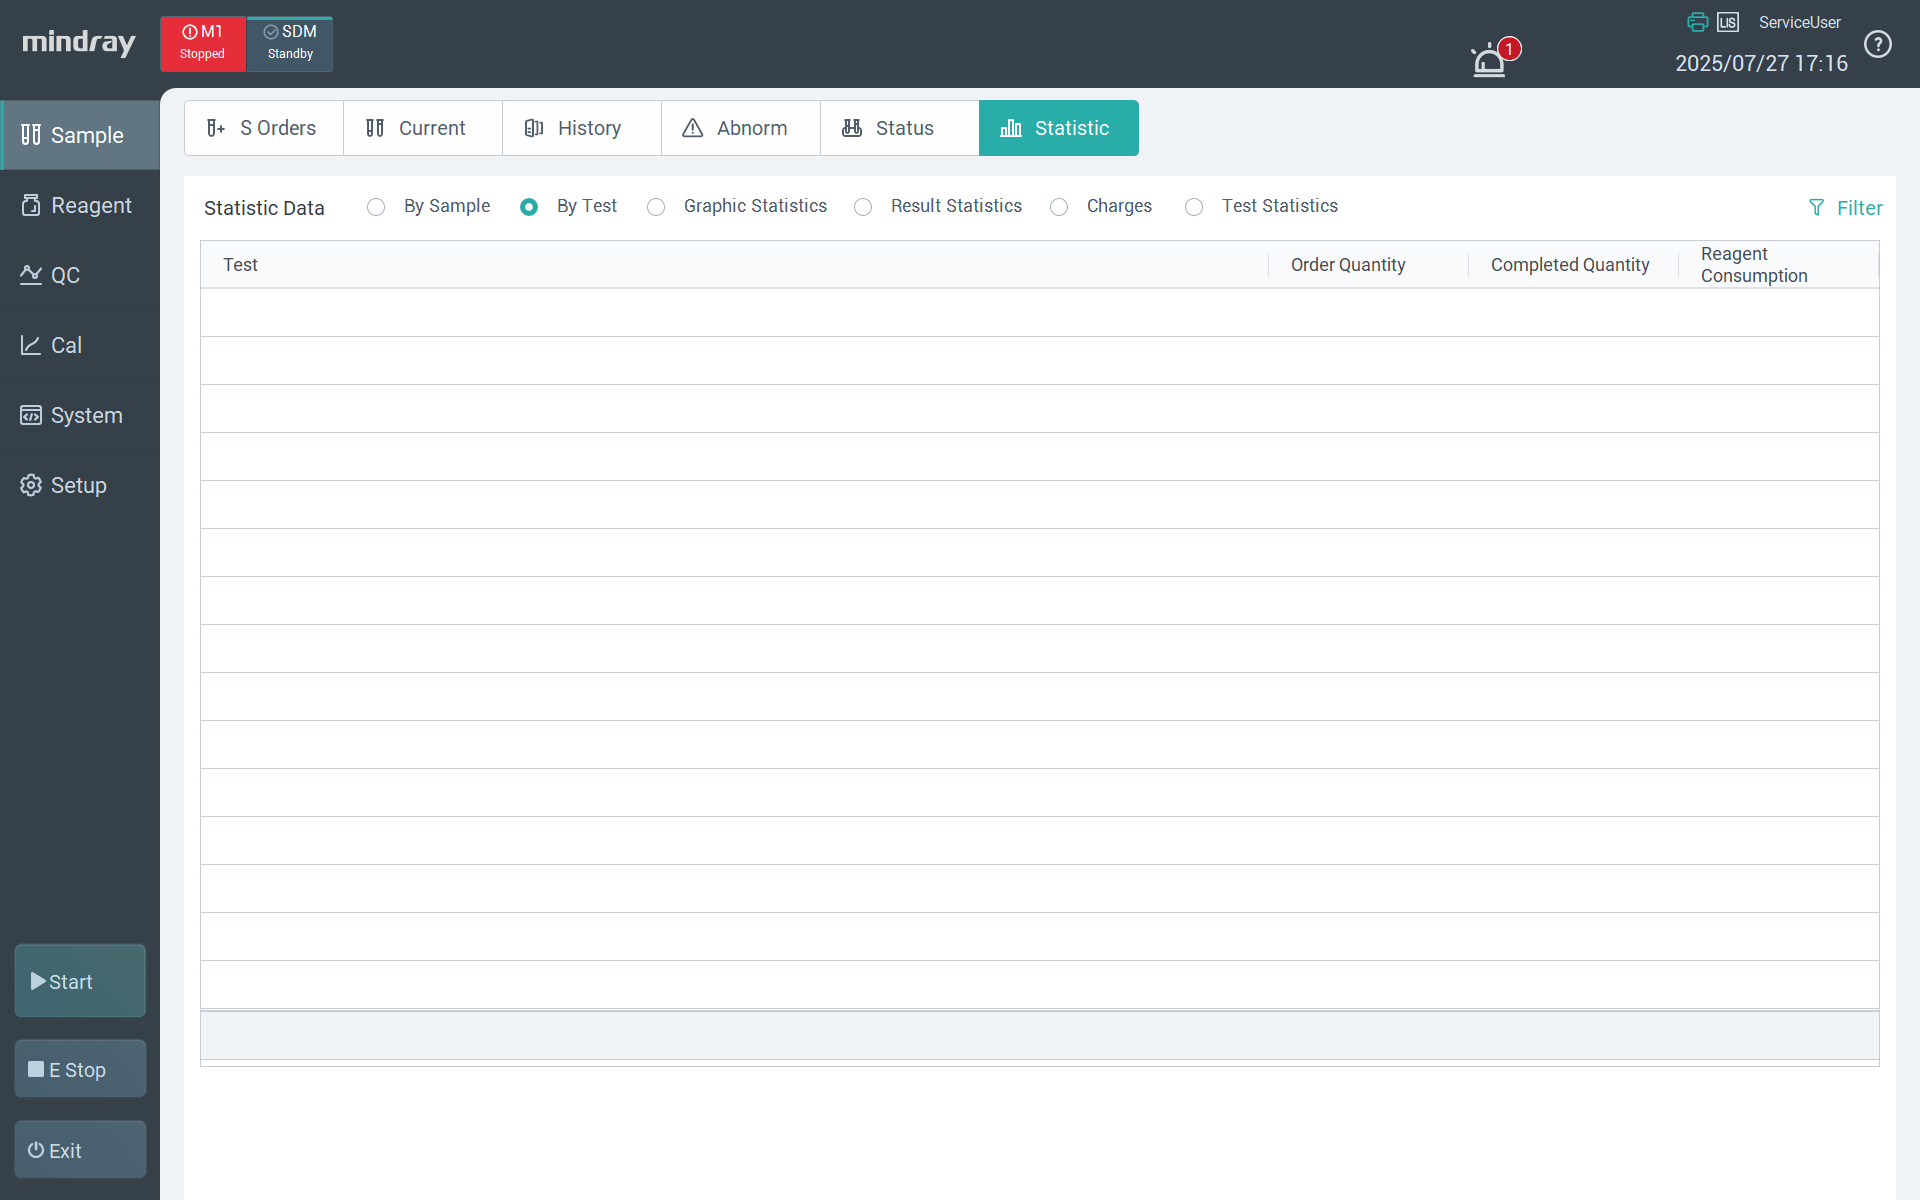 mindray
M1
Stopped
SDM
Standby
1
LIS
ServiceUser
2025/07/27 17:16
?
Sample
Reagent
QC
Cal
System
Setup
Start
E Stop
Exit
S Orders
Current
History
Abnorm
Status
Statistic
Statistic Data
By Sample
By Test
Graphic Statistics
Result Statistics
Charges
Test Statistics
Filter
Test
Order Quantity
Completed Quantity
Reagent
Consumption